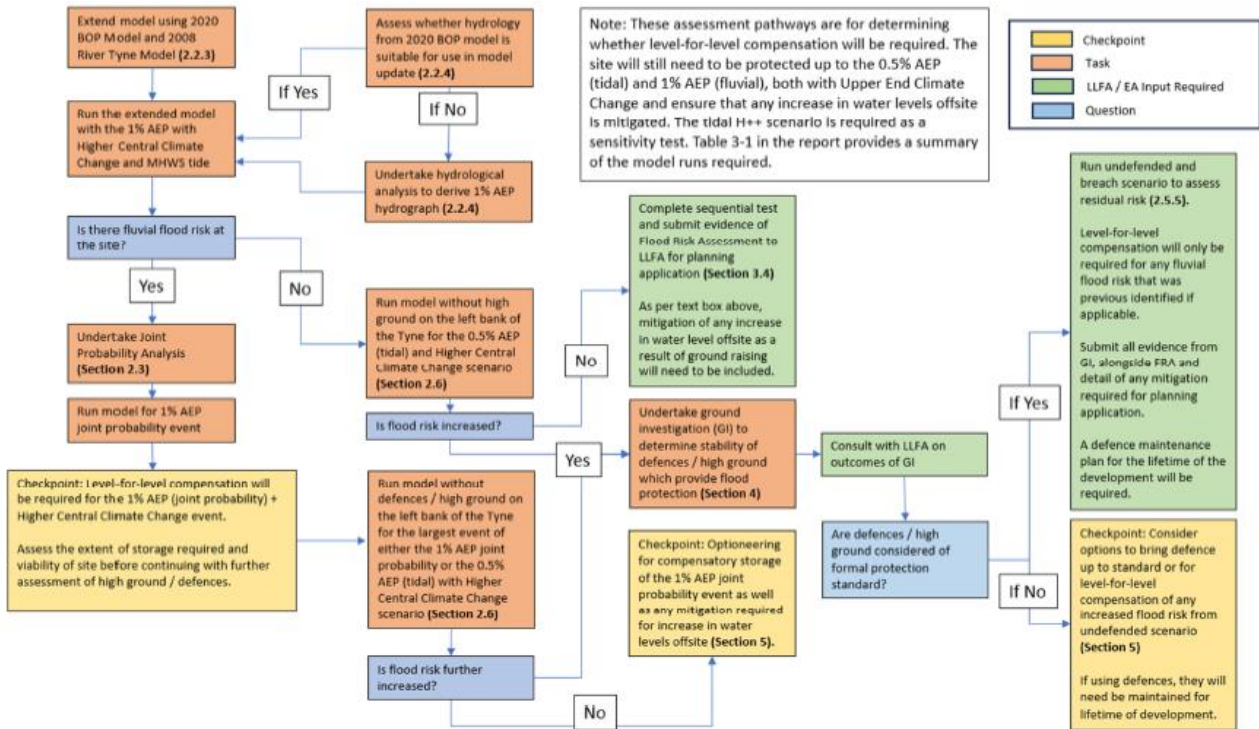 Extend model using 2020
BOP Model and 2008
River Tyne Model (2.2.3)
Assess whether hydrology
from 2020 BOP model is
suitable for use in model
update (2.2.4)
If Yes
If No
Run the extended model
with the 1% AEP with
Higher Central Climate
Change and MHWS tide
Undertake hydrological
analysis to derive 1% AEP
hydrograph (2.2.4)
Note: These assessment pathways are for determining
whether level-for-level compensation will be required. The
site will still need to be protected up to the 0.5% AEP
(tidal) and 1% AEP (fluvial), both with Upper End Climate
Change and ensure that any increase in water levels offsite
is mitigated. The tidal H++ scenario is required as a
sensitivity test. Table 3-1 in the report provides a
summary of the model runs required.
Checkpoint
Task
LLFA / EA Input Required
Question
Is there fluvial flood risk at
the site?
Yes
No
Undertake Joint
Probability Analysis
(Section 2.3)
Run model for 1% AEP
joint probability event
Checkpoint: Level-for-level compensation will
be required for the 1% AEP (joint probability) +
Higher Central Climate Change event.
Assess the extent of storage required and
viability of site before continuing with further
assessment of high ground / defences.
Run model without high
ground on the left bank of
the Tyne for the 0.5% AEP
(tidal) and Higher Central
Climate Change scenario
(Section 2.6)
Is flood risk increased?
No
Yes
Complete sequential test
and submit evidence of
Flood Risk Assessment to
LLFA for planning
application (Section 3.4)
As per text box above,
mitigation of any increase
in water level offsite as a
result of ground raising
will need to be included.
Run model without
defences / high ground on
the left bank of the Tyne
for the largest event of
either the 1% AEP joint
probability or the 0.5%
AEP (tidal) with Higher
Central Climate Change
scenario (Section 2.6)
Is flood risk further
increased?
No
Undertake ground
investigation (GI) to
determine stability of
defences / high ground
which provide flood
protection (Section 4)
Checkpoint: Optioneering
for compensatory storage
of the 1% AEP joint
probability event as well
as any mitigation required
for increase in water
levels offsite (Section 5).
Consult with LLFA on
outcomes of GI
Are defences / high
ground considered of
formal protection
standard?
If Yes
If No
Run undefended and
breach scenario to assess
residual risk (2.5.5).
Level-for-level
compensation will only be
required for any fluvial
flood risk that was
previous identified if
applicable.
Submit all evidence from
GI, alongside FRA and
detail of any mitigation
required for planning
application.
A defence maintenance
plan for the lifetime of the
development will be
required.
Checkpoint: Consider
options to bring defence
up to standard or for
level-for-level
compensation of any
increased flood risk from
undefended scenario
(Section 5)
If using defences, they will
need be maintained for
lifetime of development.